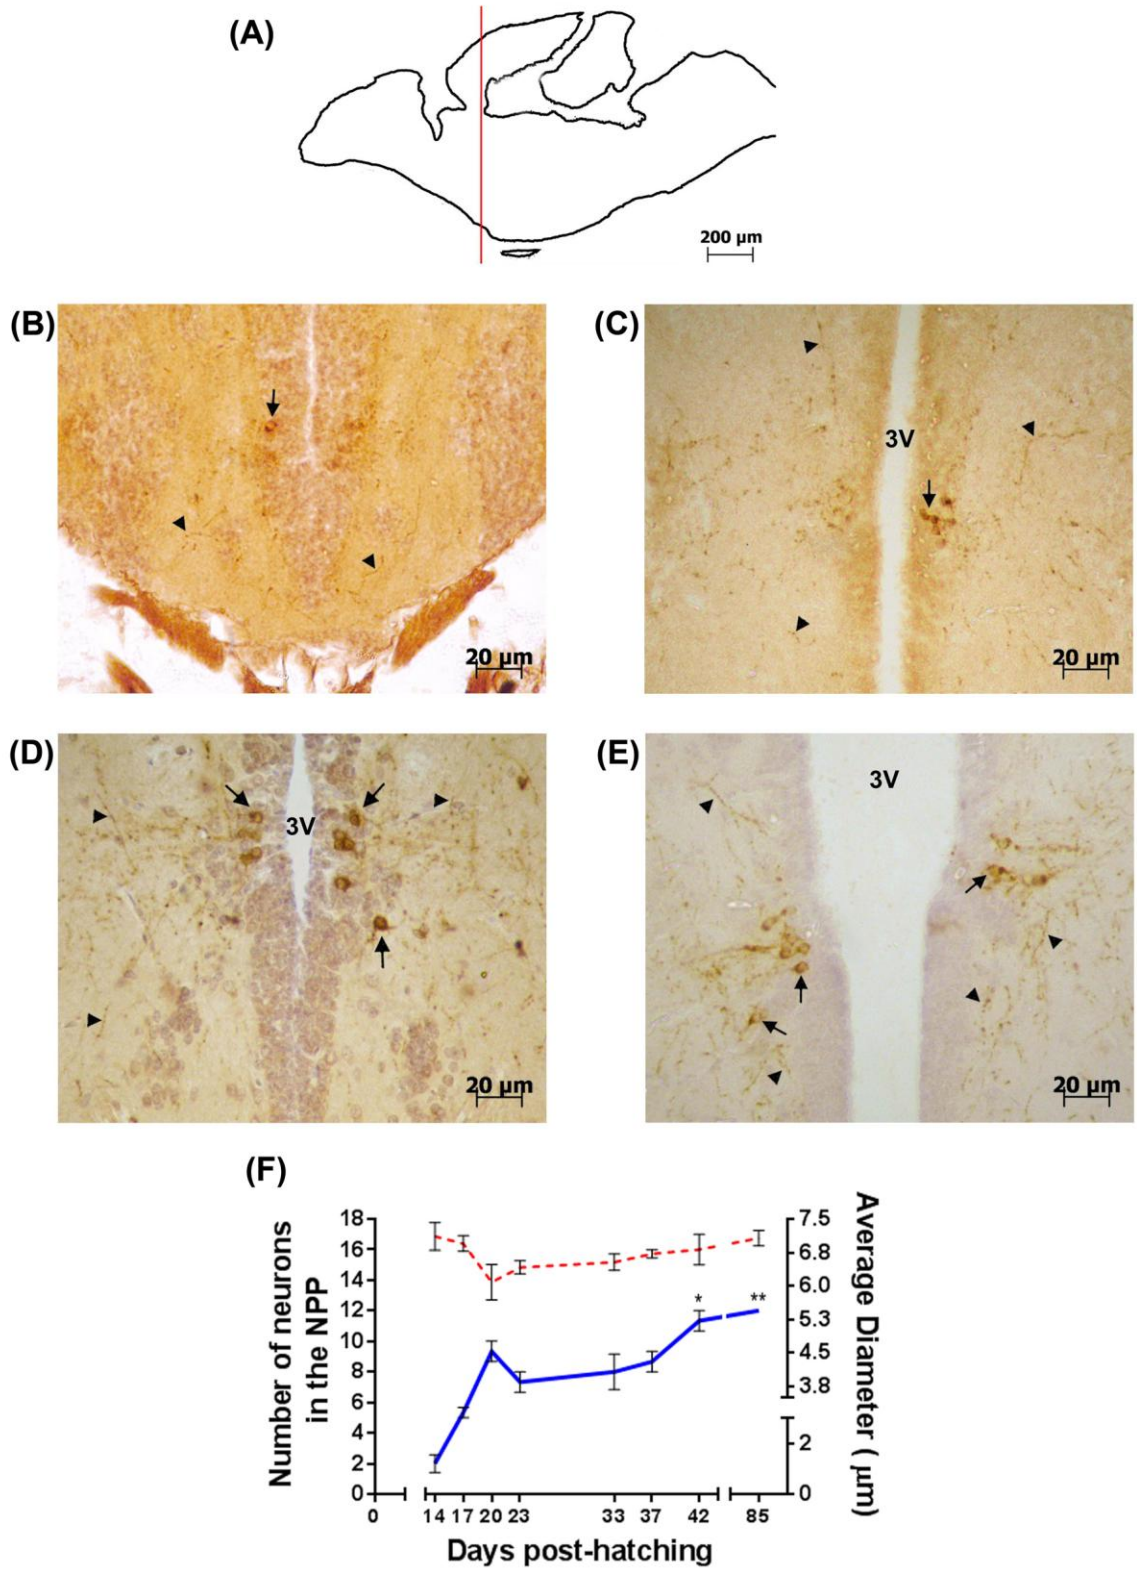 (A)
200 µm
(B)
20 µm
(C)
3V
20 µm
(D)
3V
20 µm
(E)
3V
20 µm
(F)
Number of neurons
in the NPP
18
16
14
12
10
8
6
4
2
0
* **
7.5
6.8
6.0
5.3
4.5
3.8
2
0
Average Diameter ( µm)
0 14 17 20 23 33 37 42 85
Days post-hatching